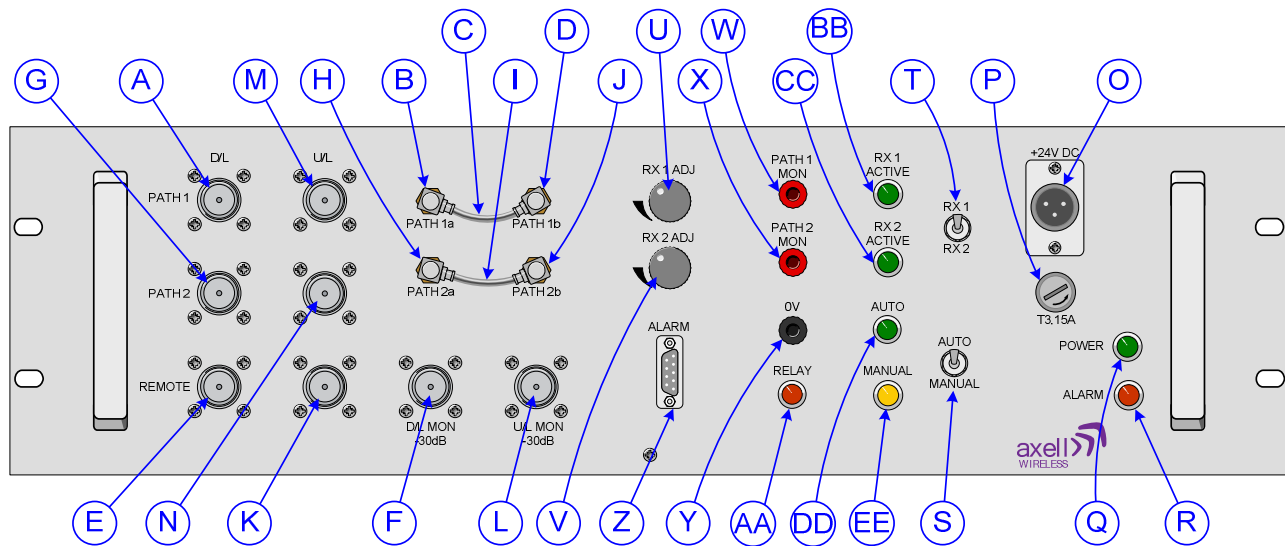 C D U W BB
G A M H B I J X CC T P O
D/L U/L
+24V DC
RX 1 ADJ
PATH 1
MON
RX 1
ACTIVE
PATH 1
RX 1
PATH 1a PATH 1b
RX 2 ADJ
PATH 2
MON
RX 2
ACTIVE
RX 2
PATH 2
PATH 2a PATH 2b
0V
AUTO
T3,15A
ALARM
AUTO
POWER
RELAY
MANUAL
MANUAL
REMOTE
ALARM
D/L MON
-30dB
U/L MON
-30dB
axell
WIRELESS
E N K F L V Z Y AA DD EE S Q R